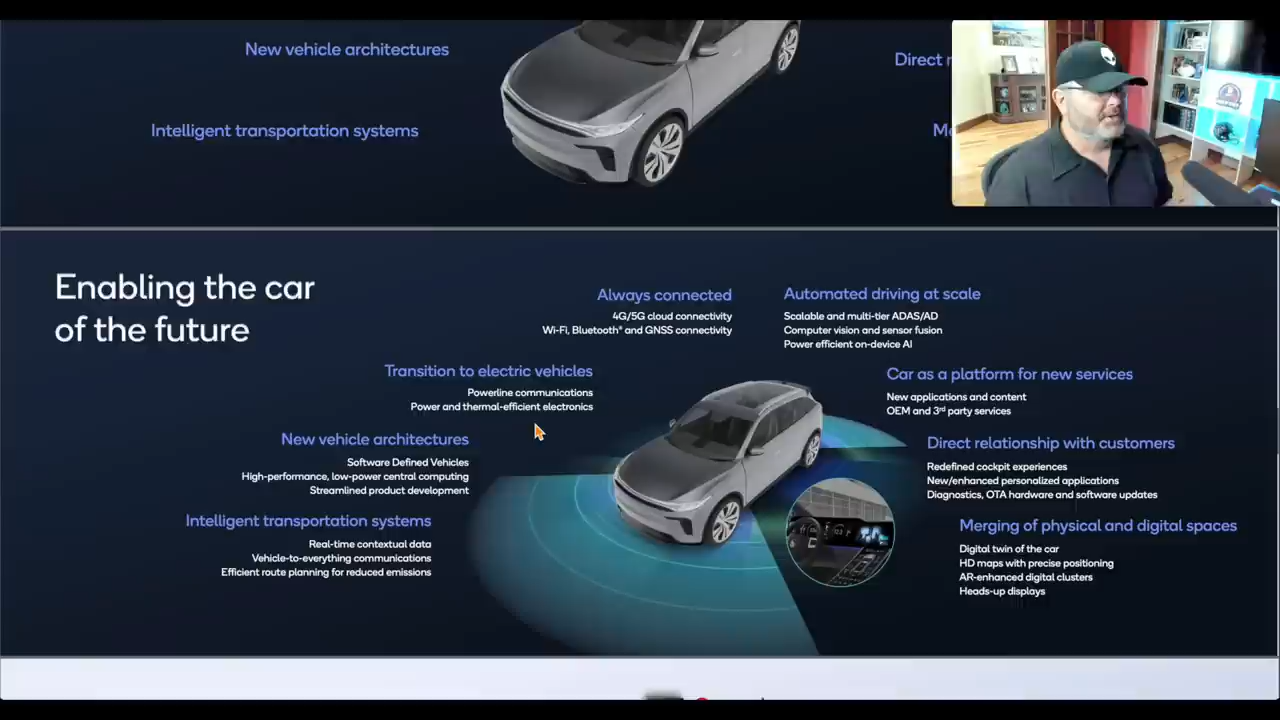 New vehicle architectures
Direct
Intelligent transportation systems
Enabling the car
of the future
Always connected
4G/5G cloud connectivity
Wi-Fi, Bluetooth® and GNSS connectivity
Automated driving at scale
Scalable and multi-tier ADAS/AD
Computer vision and sensor fusion
Power efficient on-device AI
Transition to electric vehicles
Powerline communications
Power and thermal-efficient electronics
Car as a platform for new services
New applications and content
OEM and 3rd party services
New vehicle architectures
Software Defined Vehicles
High-performance, low-power central computing
Streamlined product development
Direct relationship with customers
Redefined cockpit experiences
New/enhanced personalized applications
Diagnostics, OTA hardware and software updates
Intelligent transportation systems
Real-time contextual data
Vehicle-to-everything communications
Efficient route planning for reduced emissions
Merging of physical and digital spaces
Digital twin of the car
HD maps with precise positioning
AR-enhanced digital clusters
Heads-up displays